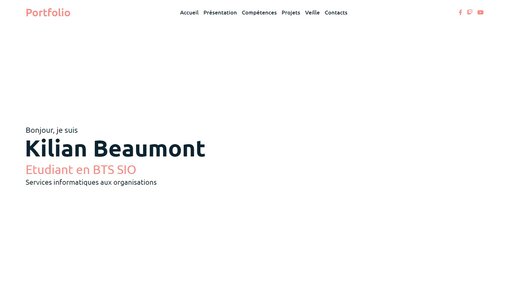 Portfolio
Accueil Présentation Compétences Projets Veille Contacts
Bonjour, je suis
Kilian Beaumont
Etudiant en BTS SIO
Services informatiques aux organisations